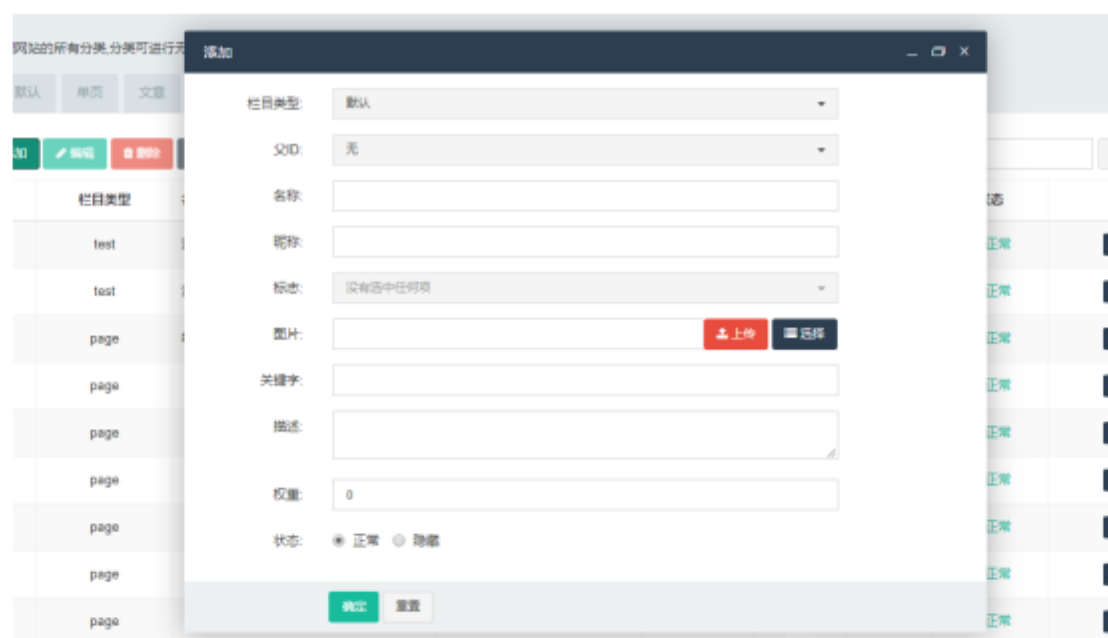 网站的所有分类,分类可进行无
添加
默认 单页 文章
栏目类型: 默认
父ID: 无
加 编辑 删除
名称:
栏目类型
态
昵称:
test 正常
标志: 没有选中任何项
test 正常
图片: 上传 选择
page 正常
关键字:
page 正常
描述:
page 正常
page 正常
权重: 0
page 正常
状态: 正常 隐藏
page 正常
确定 重置
page 正常